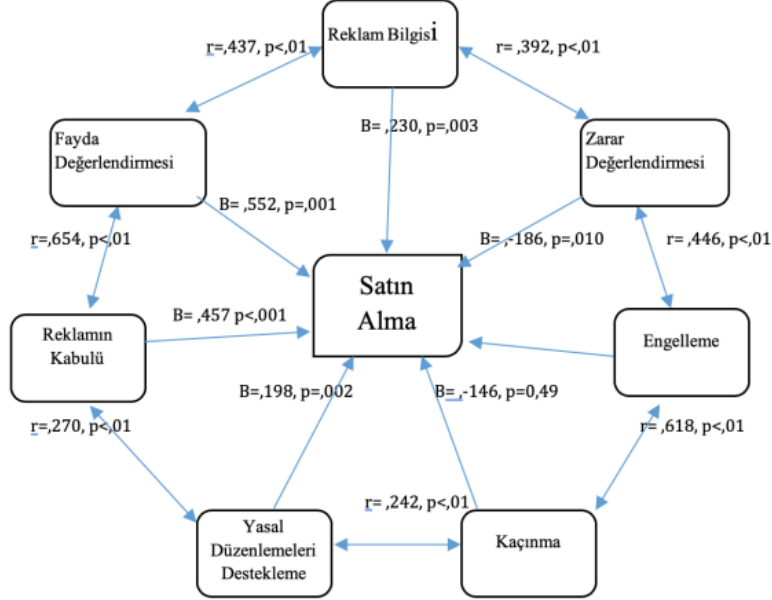 Reklam Bilgisi
r=,437, p<,01
r= ,392, p<,01
B= ,230, p=,003
Fayda
Değerlendirmesi
Zarar
Değerlendirmesi
B= ,552, p=,001
r=,654, p<,01
B= ,-186, p=,010
r= ,446, p<,01
Satın
Alma
Reklamın
Kabulü
B= ,457 p<,001
Engelleme
B=,198, p=,002
B= ,-146, p=0,49
r=,270, p<,01
r= ,618, p<,01
r= ,242, p<,01
Yasal
Düzenlemeleri
Destekleme
Kaçınma